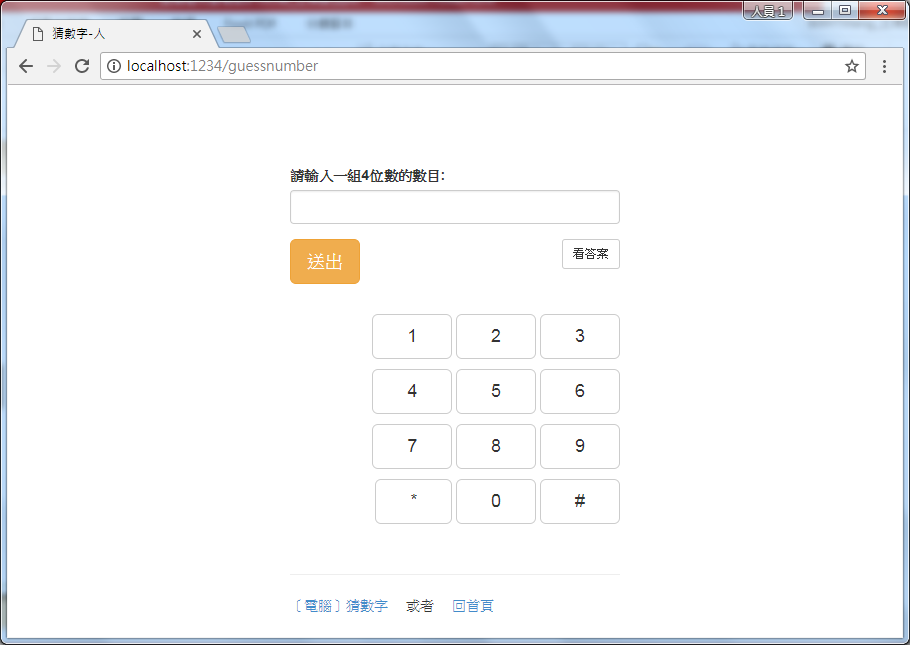 人員 1
猜數字-人
localhost:1234/guessnumber
請輸入一組4位數的數目:
送出
看答案
1 2 3
4 5 6
7 8 9
* 0 #
〔電腦〕猜數字 或者 回首頁